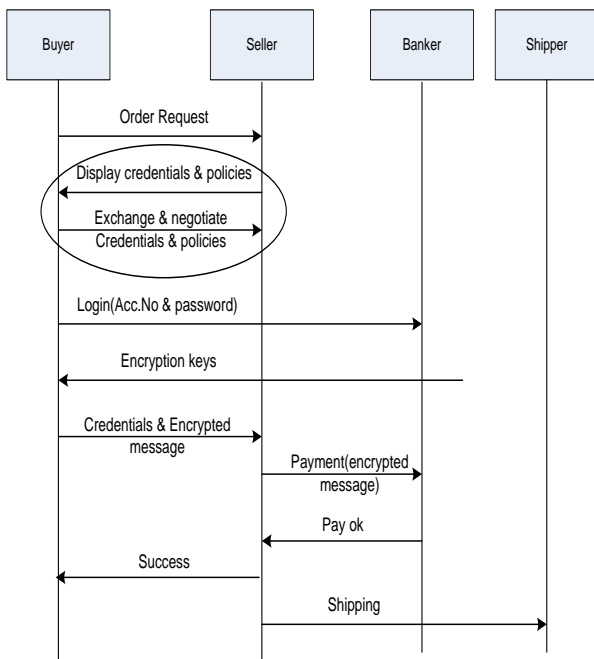 Buyer
Seller
Banker
Shipper
Order Request
Display credentials & policies
Exchange & negotiate
Credentials & policies
Login(Acc.No & password)
Encryption keys
Credentials & Encrypted
message
Payment(encrypted
message)
Pay ok
Success
Shipping